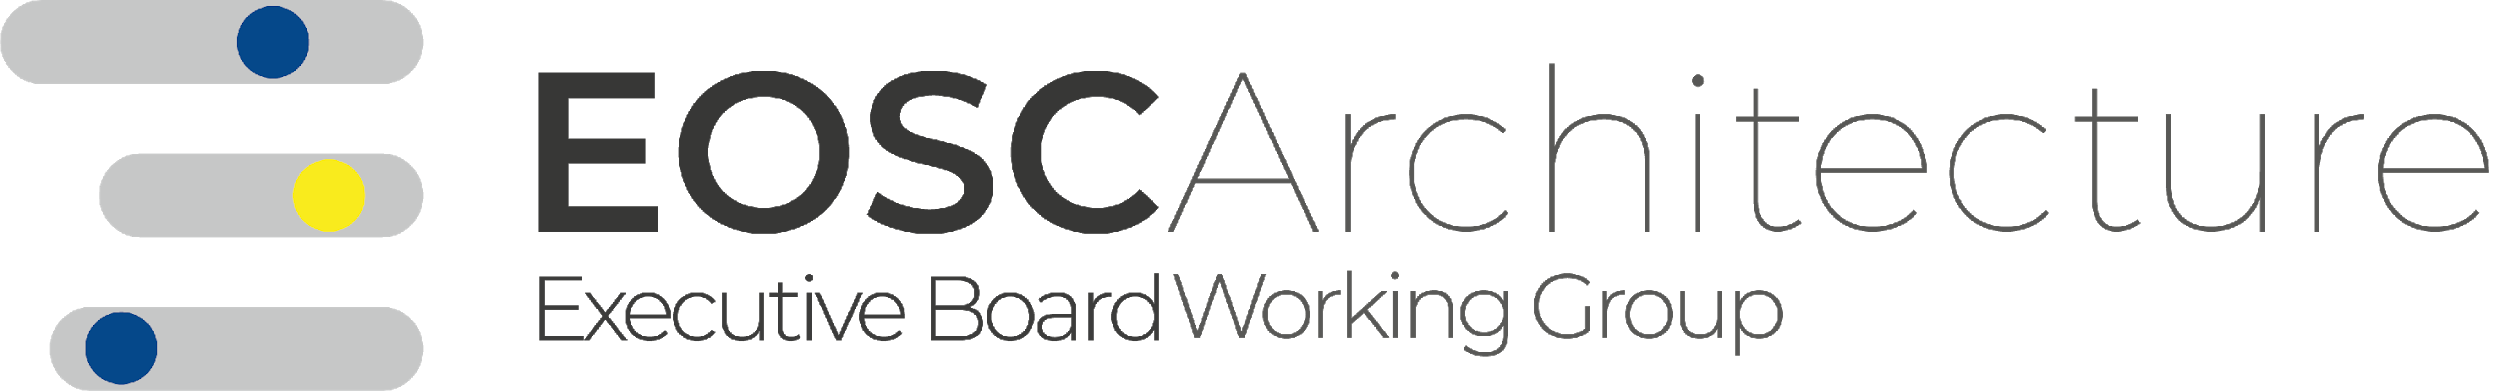 EOSCArchitecture
Executive Board Working Group